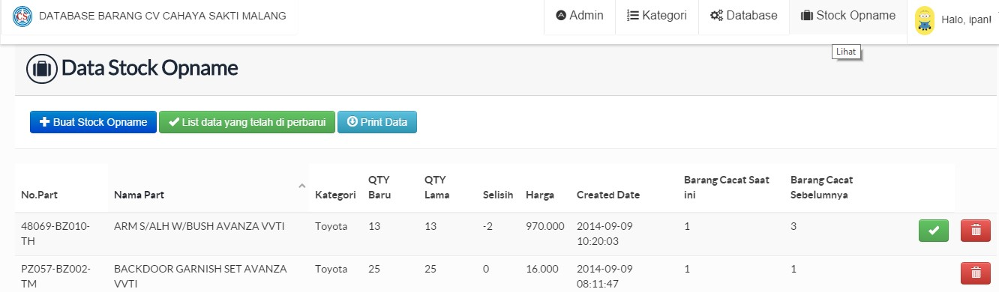 CS DATABASE BARANG CV CAHAYA SAKTI MALANG Admin Kategori Database Stock Opname Halo, ipan!
Lihat
Data Stock Opname
Buat Stock Opname List data yang telah di perbarui Print Data
No.Part Nama Part Kategori QTY Baru QTY Lama Selisih Harga Created Date Barang Cacat Saat ini Barang Cacat Sebelumnya
48069-BZ010-TH ARM S/ALH W/BUSH AVANZA VVTI Toyota 13 13 -2 970.000 2014-09-09 10:20:03 1 3
PZ057-BZ002-TM BACKDOOR GARNISH SET AVANZA VVTI Toyota 25 25 0 16.000 2014-09-09 08:11:47 1 1